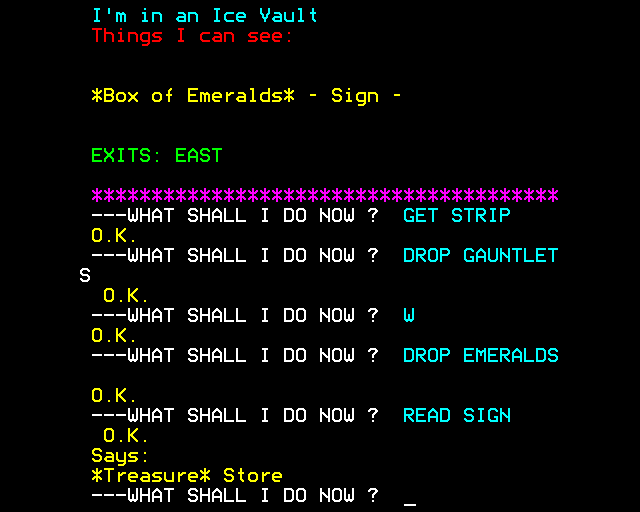 I'm in an Ice Vault
Things I can see:
*Box of Emeralds* - Sign -
EXITS: EAST
***************************************
---WHAT SHALL I DO NOW ?  GET STRIP
O.K.
---WHAT SHALL I DO NOW ?  DROP GAUNTLET
S
O.K.
---WHAT SHALL I DO NOW ?  W
O.K.
---WHAT SHALL I DO NOW ?  DROP EMERALDS
O.K.
---WHAT SHALL I DO NOW ?  READ SIGN
O.K.
Says:
*Treasure* Store
---WHAT SHALL I DO NOW ?  _